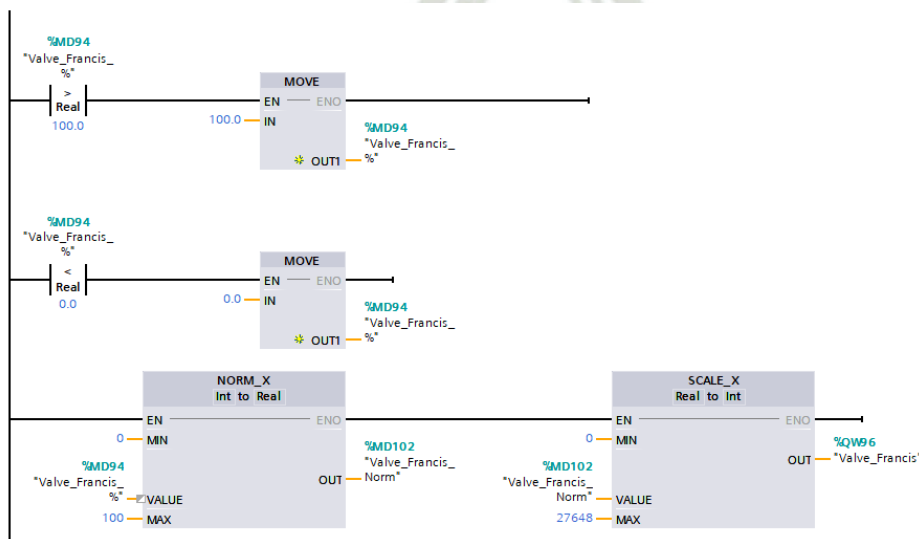 %MD94
"Valve_Francis_
%"
>
Real
100.0
MOVE
EN ENO
100.0 IN
%MD94
"Valve_Francis_
OUT1 %"
%MD94
"Valve_Francis_
%"
<
Real
0.0
MOVE
EN ENO
0.0 IN
%MD94
"Valve_Francis_
OUT1 %"
NORM_X
Int to Real
EN ENO
0 MIN
%MD94
"Valve_Francis_
%" VALUE
100 MAX
%MD102
"Valve_Francis_
OUT Norm"
SCALE_X
Real to Int
EN ENO
0 MIN
%MD102
"Valve_Francis_
Norm" VALUE
27648 MAX
%QW96
OUT "Valve_Francis"